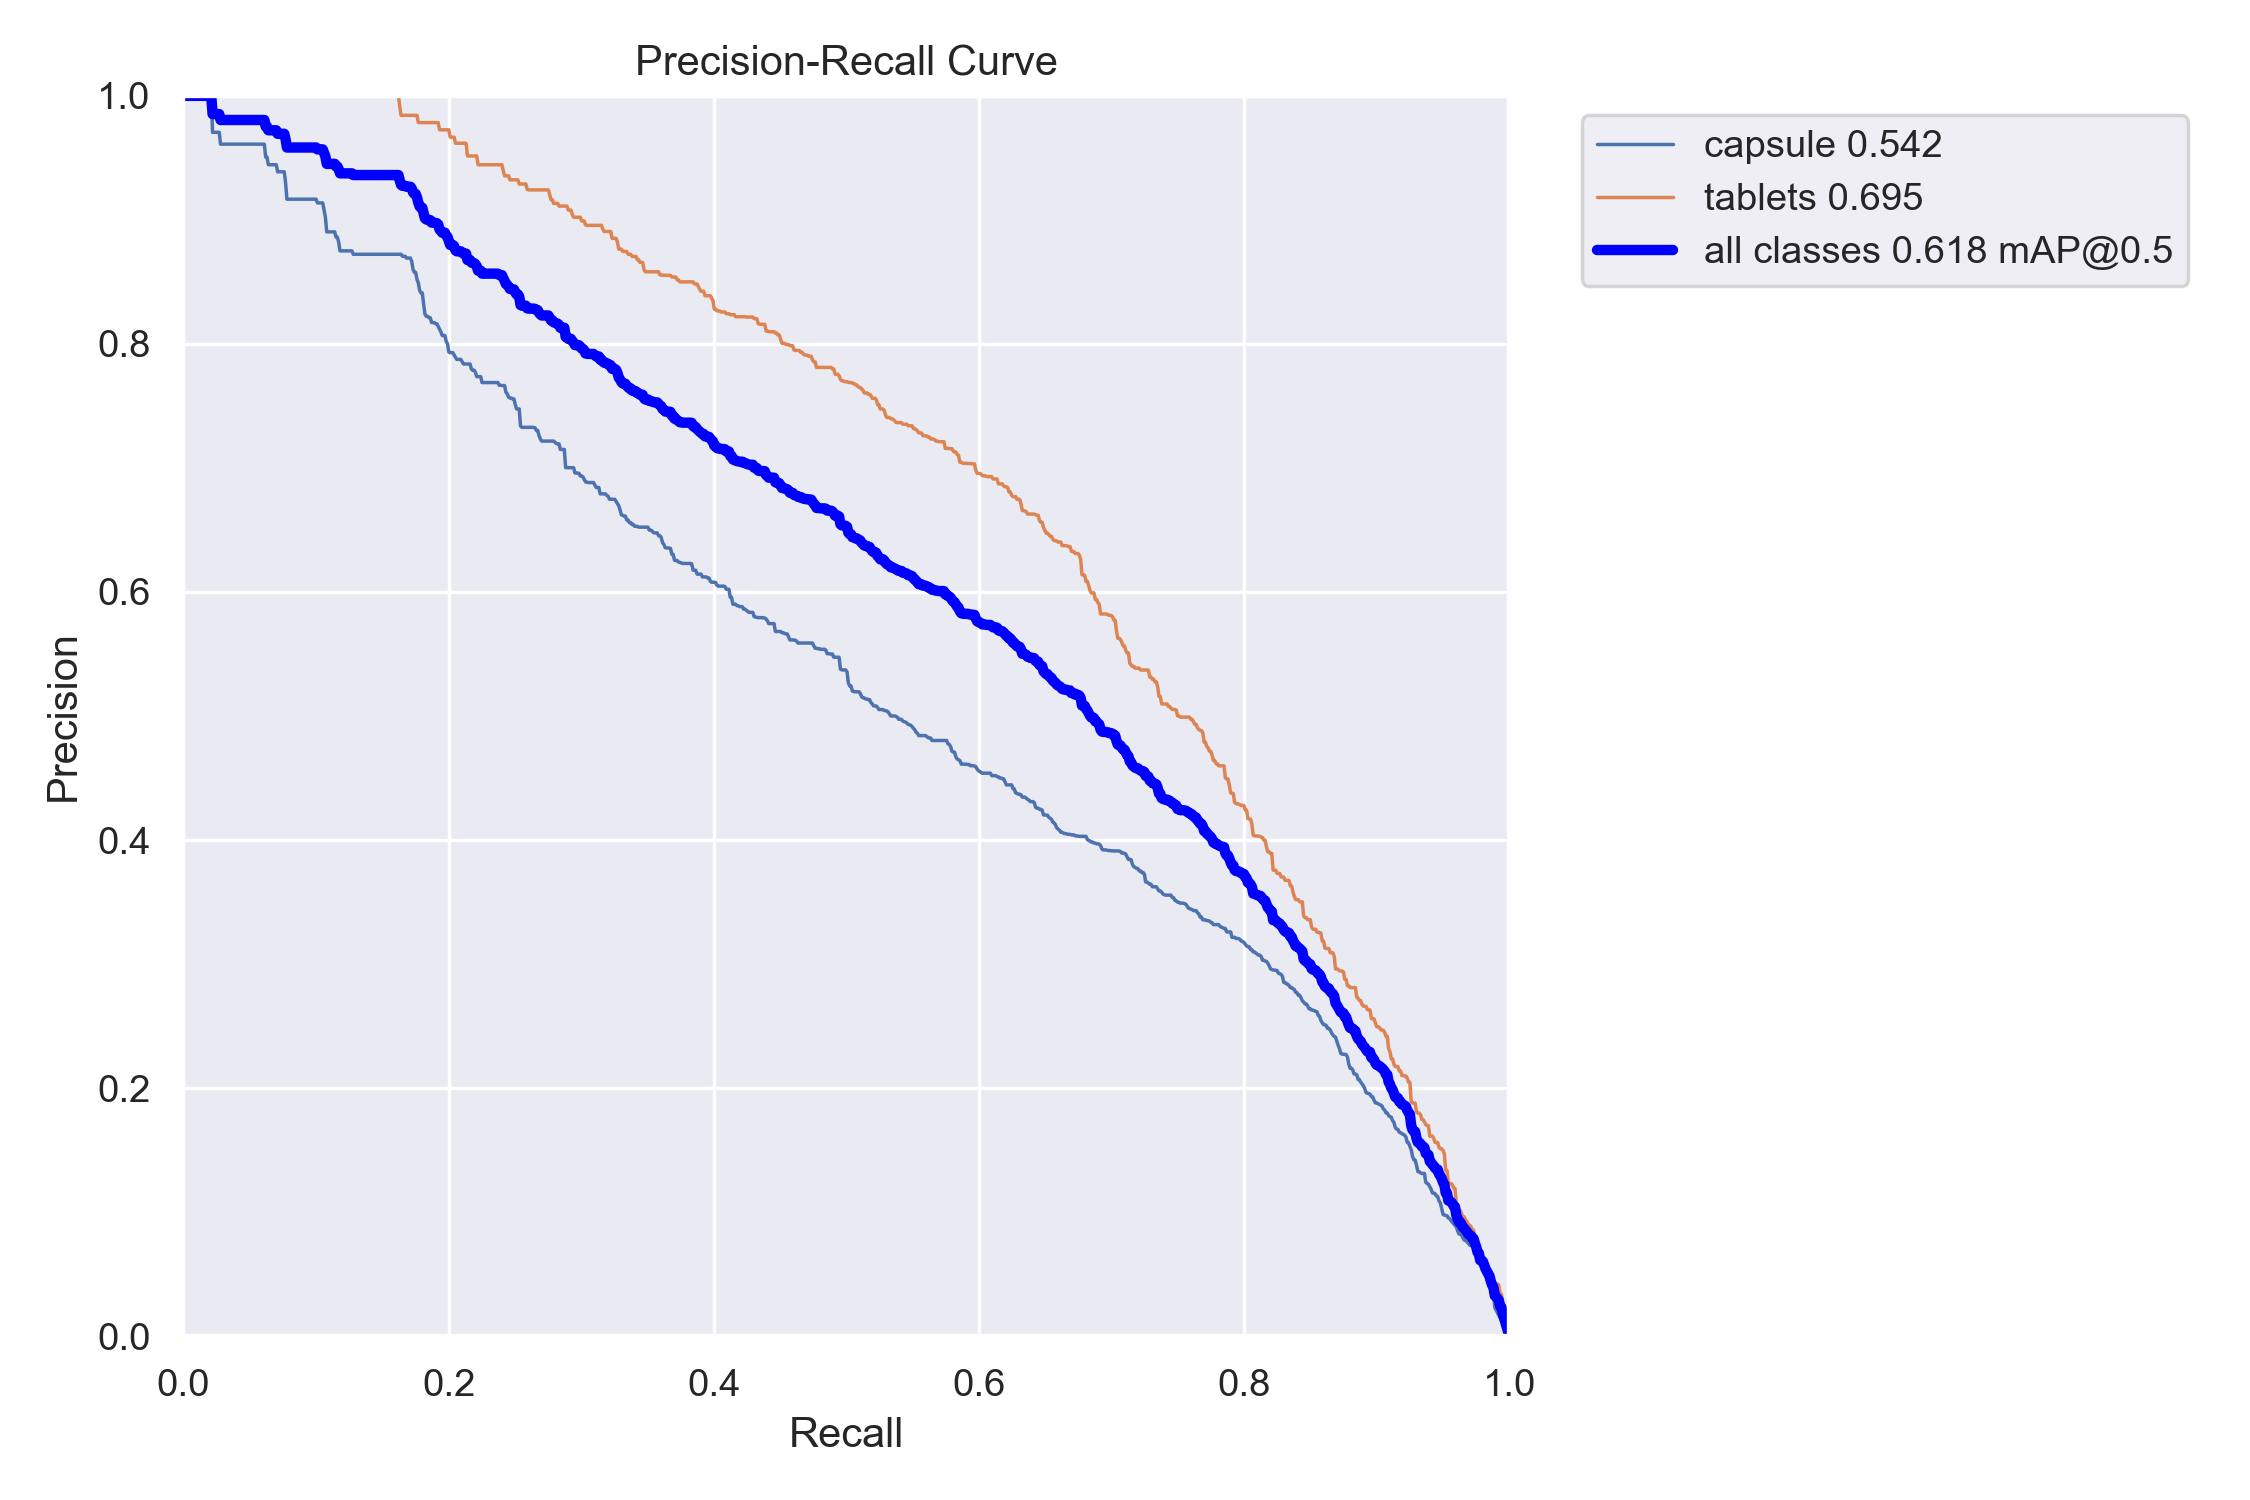 Precision-Recall Curve
1.0
0.8
0.6
0.4
0.2
0.0
Precision
0.0 0.2 0.4 0.6 0.8 1.0
Recall
capsule 0.542
tablets 0.695
all classes 0.618 mAP@0.5